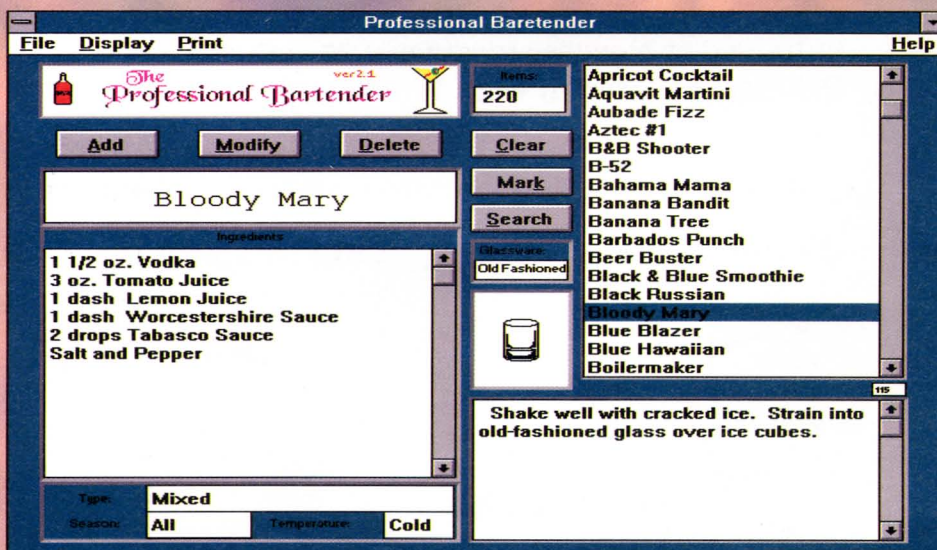 Professional Baretender
File Display Print Help
The
ver2.1
Professional Bartender
Items:
220
Add Modify Delete Clear
Mark
Search
Bloody Mary
Glassware:
Old Fashioned
Ingredients
1 1/2 oz. Vodka
3 oz. Tomato Juice
1 dash  Lemon Juice
1 dash  Worcestershire Sauce
2 drops Tabasco Sauce
Salt and Pepper
Type: Mixed
Season: All Temperature: Cold
Apricot Cocktail
Aquavit Martini
Aubade Fizz
Aztec #1
B&B Shooter
B-52
Bahama Mama
Banana Bandit
Banana Tree
Barbados Punch
Beer Buster
Black & Blue Smoothie
Black Russian
Bloody Mary
Blue Blazer
Blue Hawaiian
Boilermaker
115
Shake well with cracked ice.  Strain into
old-fashioned glass over ice cubes.